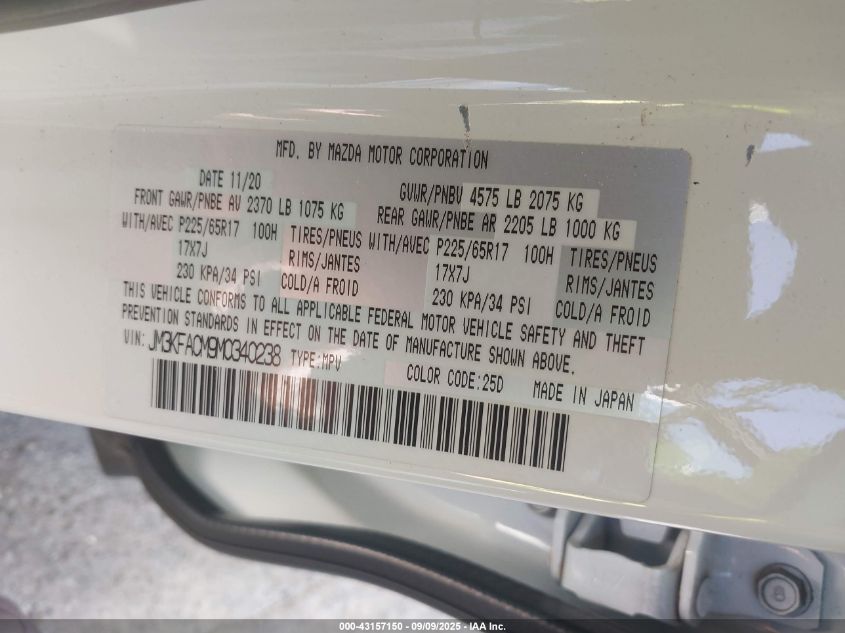 MFD. BY MAZDA MOTOR CORPORATION
DATE 11/20 GVWR/PNBV 4575 LB 2075 KG
FRONT GAWR/PNBE AV 2370 LB 1075 KG REAR GAWR/PNBE AR 2205 LB 1000 KG
WITH/AVEC P225/65R17 100H TIRES/PNEUS WITH/AVEC P225/65R17 100H TIRES/PNEUS
17X7J RIMS/JANTES 17X7J RIMS/JANTES
230 KPA/34 PSI COLD/A FROID 230 KPA/34 PSI COLD/A FROID
THIS VEHICLE CONFORMS TO ALL APPLICABLE FEDERAL MOTOR VEHICLE SAFETY AND THEFT
PREVENTION STANDARDS IN EFFECT ON THE DATE OF MANUFACTURE SHOWN ABOVE.
VIN: JM3KFACM9M0340238 TYPE:MPV COLOR CODE:25D MADE IN JAPAN
8
000-43157150 - 09/09/2025 - IAA Inc.